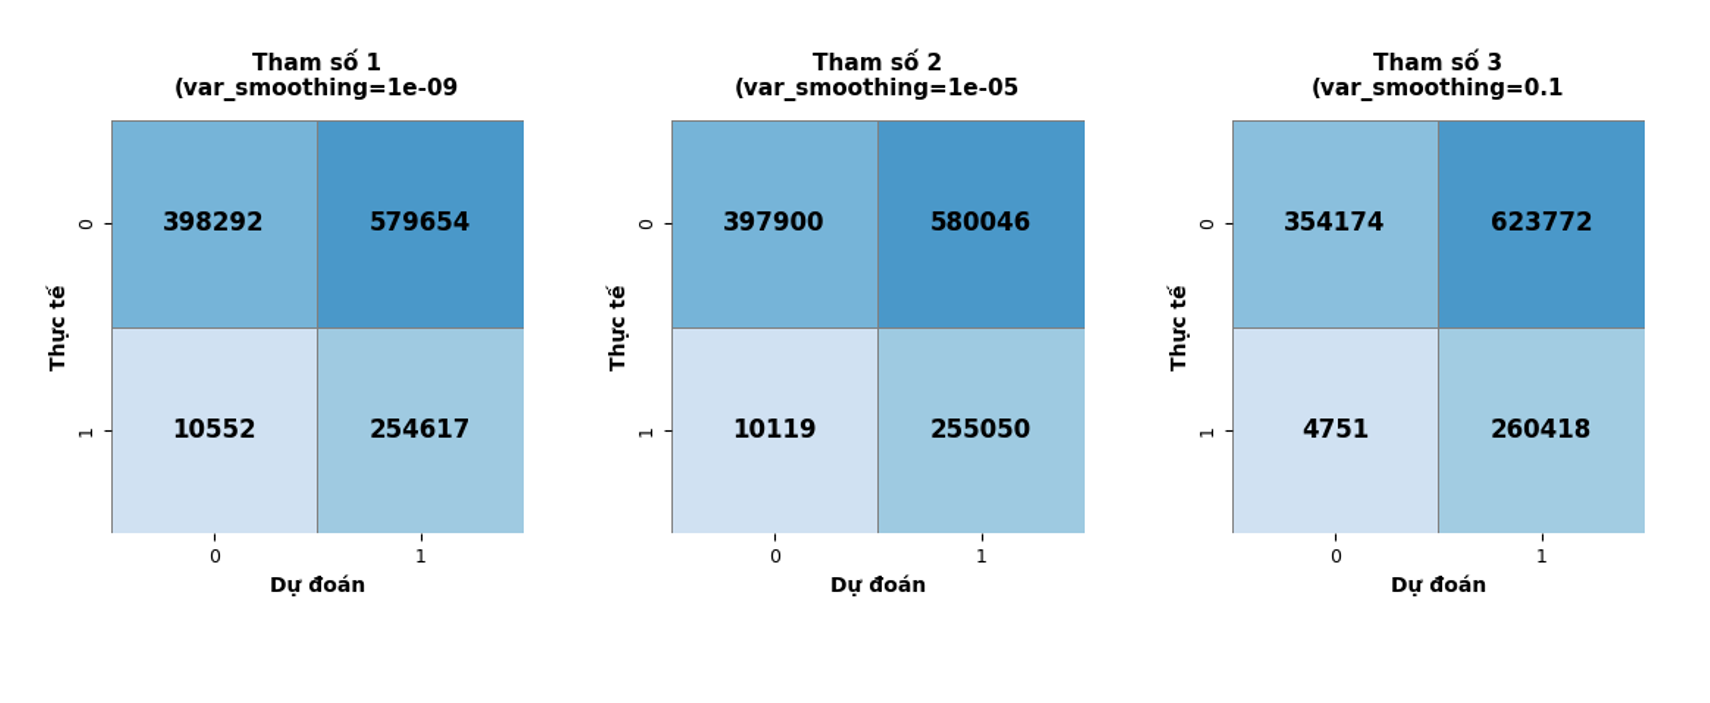 Tham số 1
(var_smoothing=1e-09
0
398292
579654
1
10552
254617
Thực tế
0
1
Dự đoán
Tham số 2
(var_smoothing=1e-05
0
397900
580046
1
10119
255050
Thực tế
0
1
Dự đoán
Tham số 3
(var_smoothing=0.1
0
354174
623772
1
4751
260418
Thực tế
0
1
Dự đoán